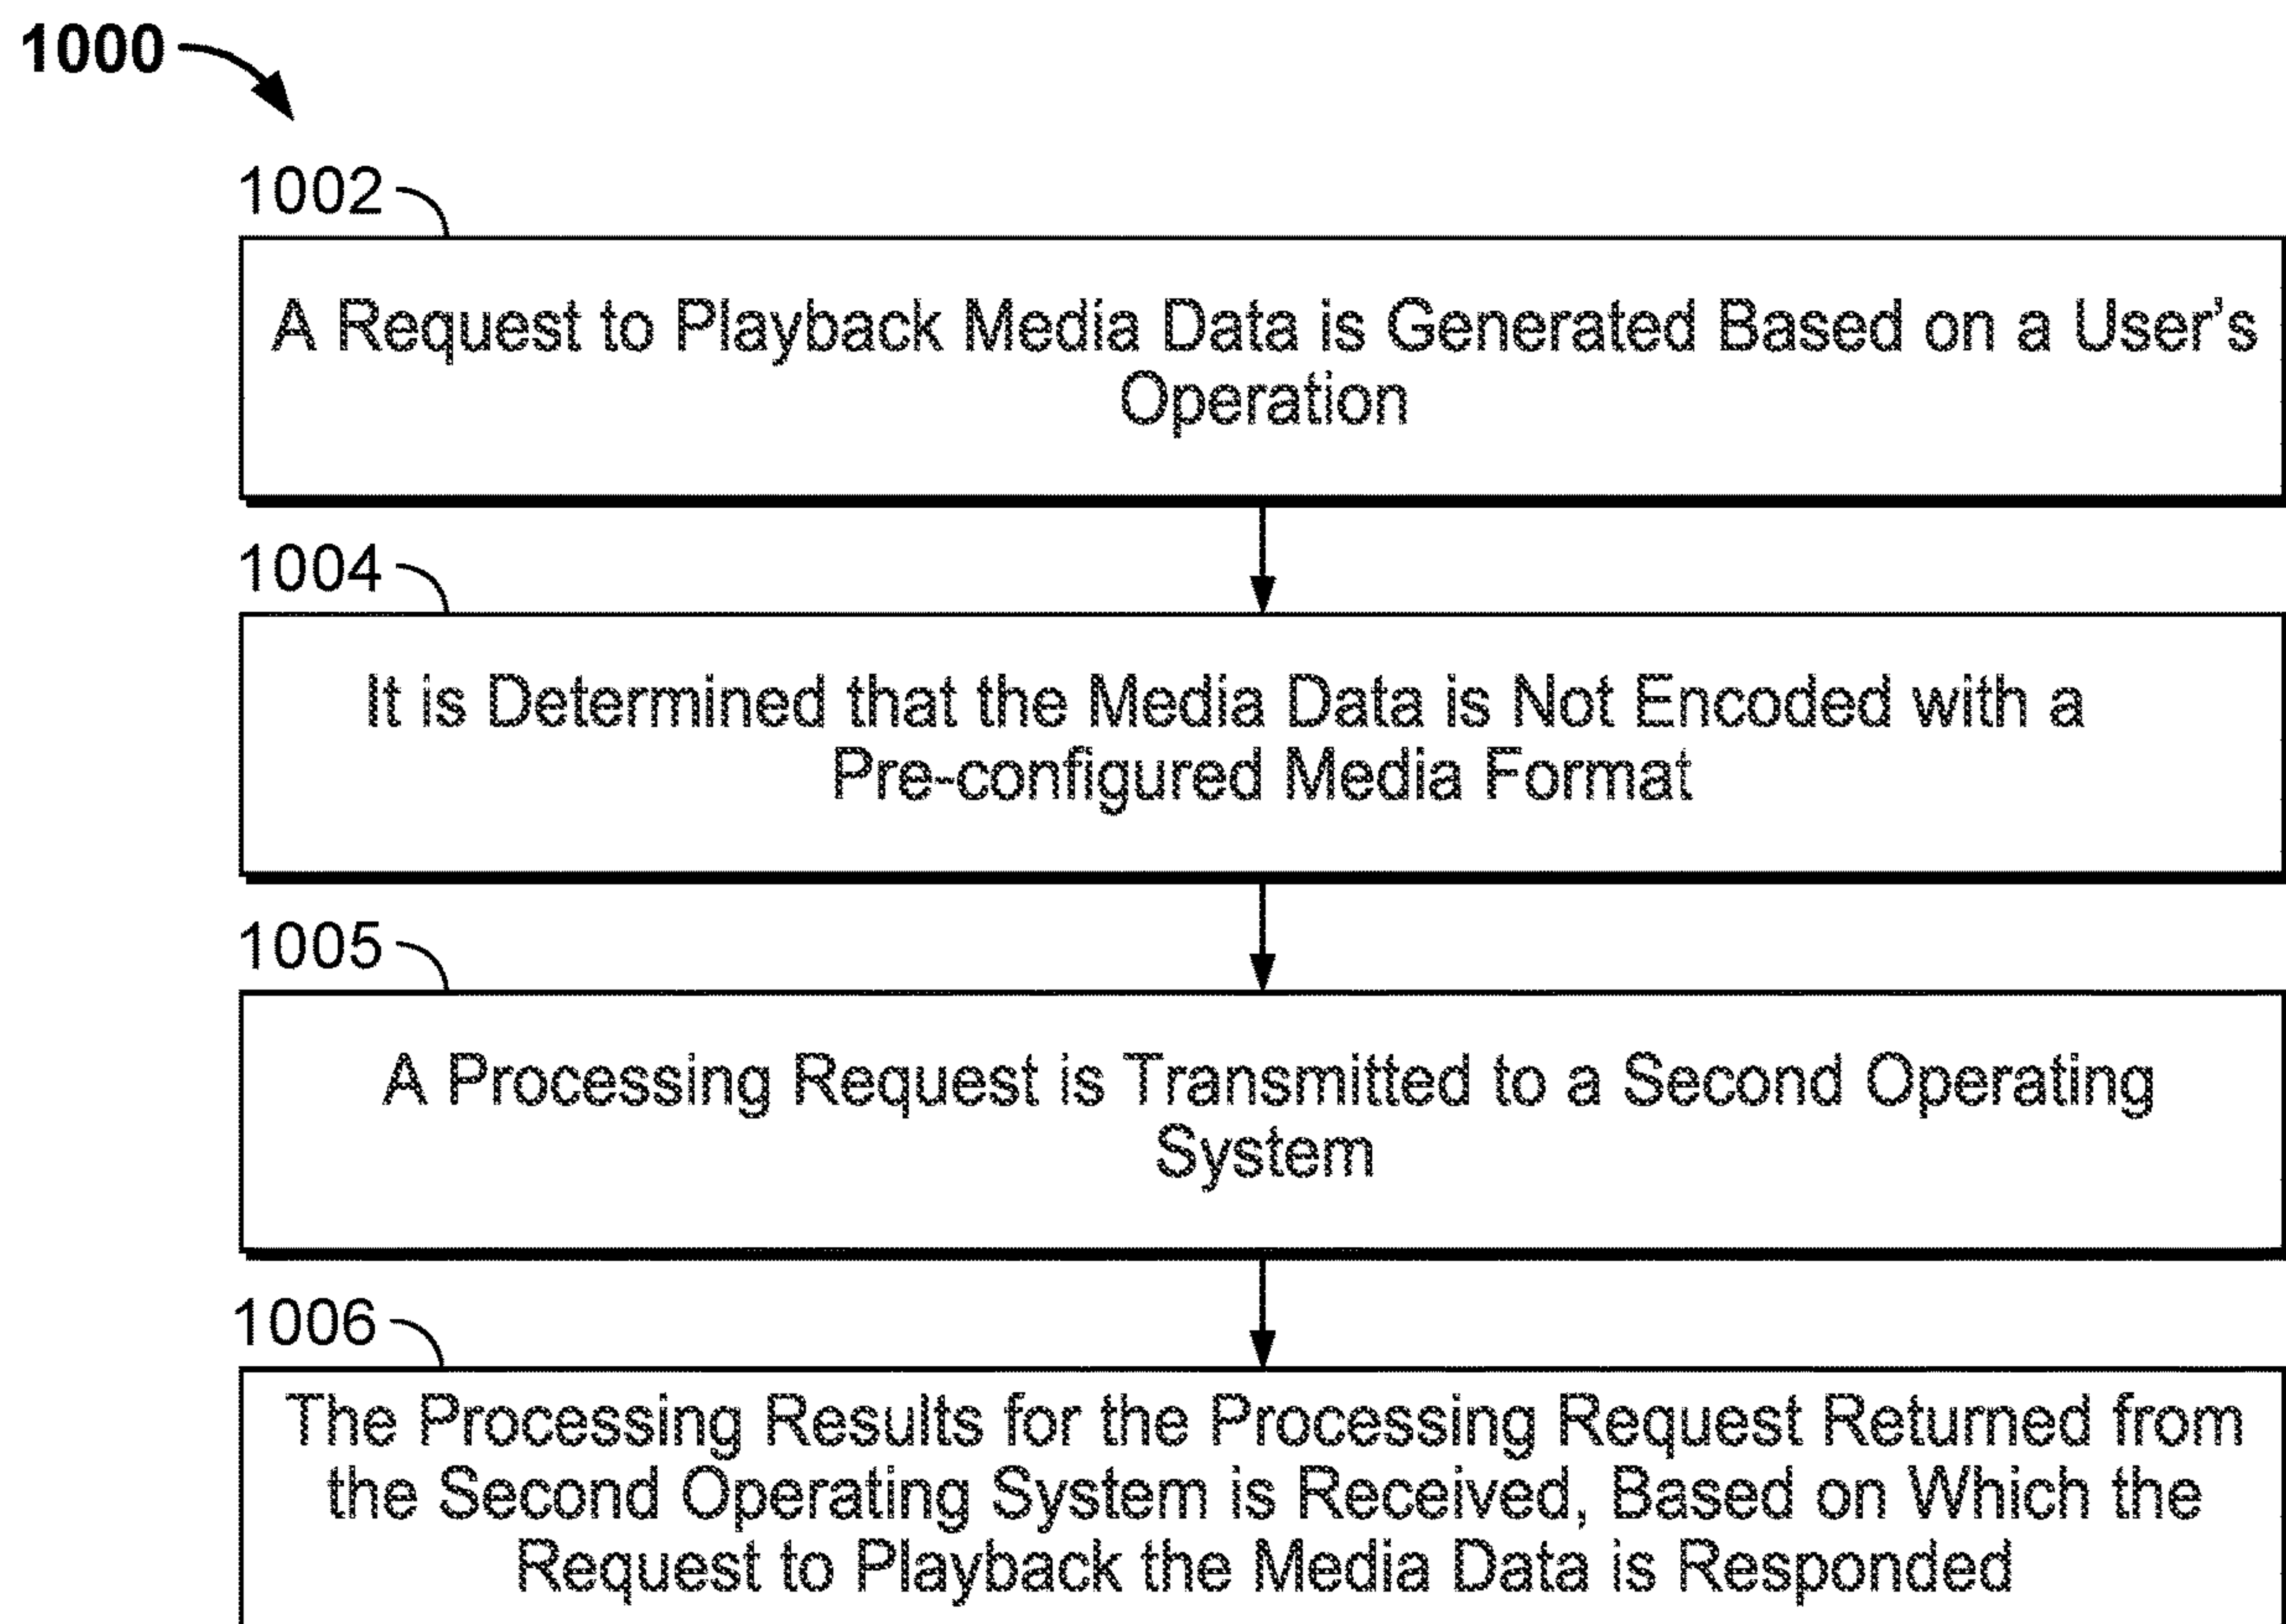 1000
1002
A Request to Playback Media Data is Generated Based on a User's
Operation
1004
It is Determined that the Media Data is Not Encoded with a
Pre-configured Media Format
1005
A Processing Request is Transmitted to a Second Operating
System
1006
The Processing Results for the Processing Request Returned from
the Second Operating System is Received, Based on Which the
Request to Playback the Media Data is Responded